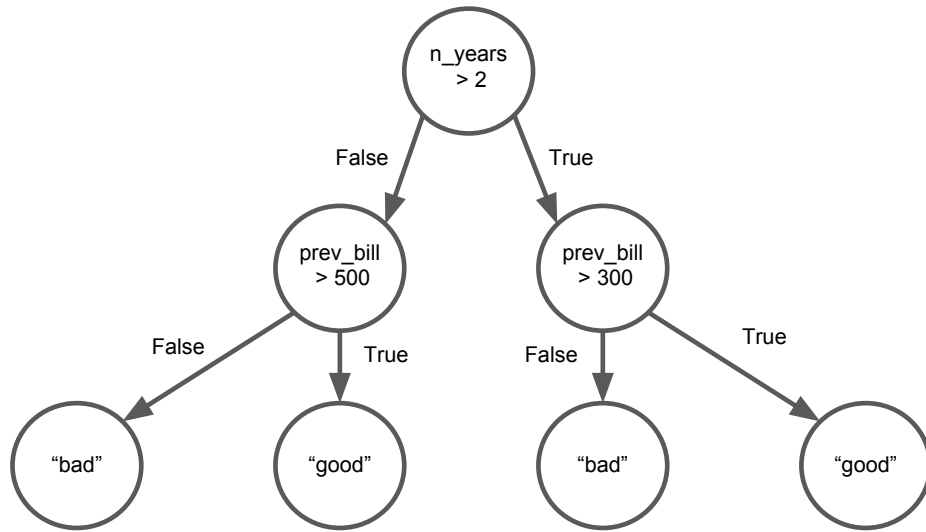 n_years
> 2
False
True
prev_bill
> 500
prev_bill
> 300
False
True
False
True
“bad”
“good”
“bad”
“good”